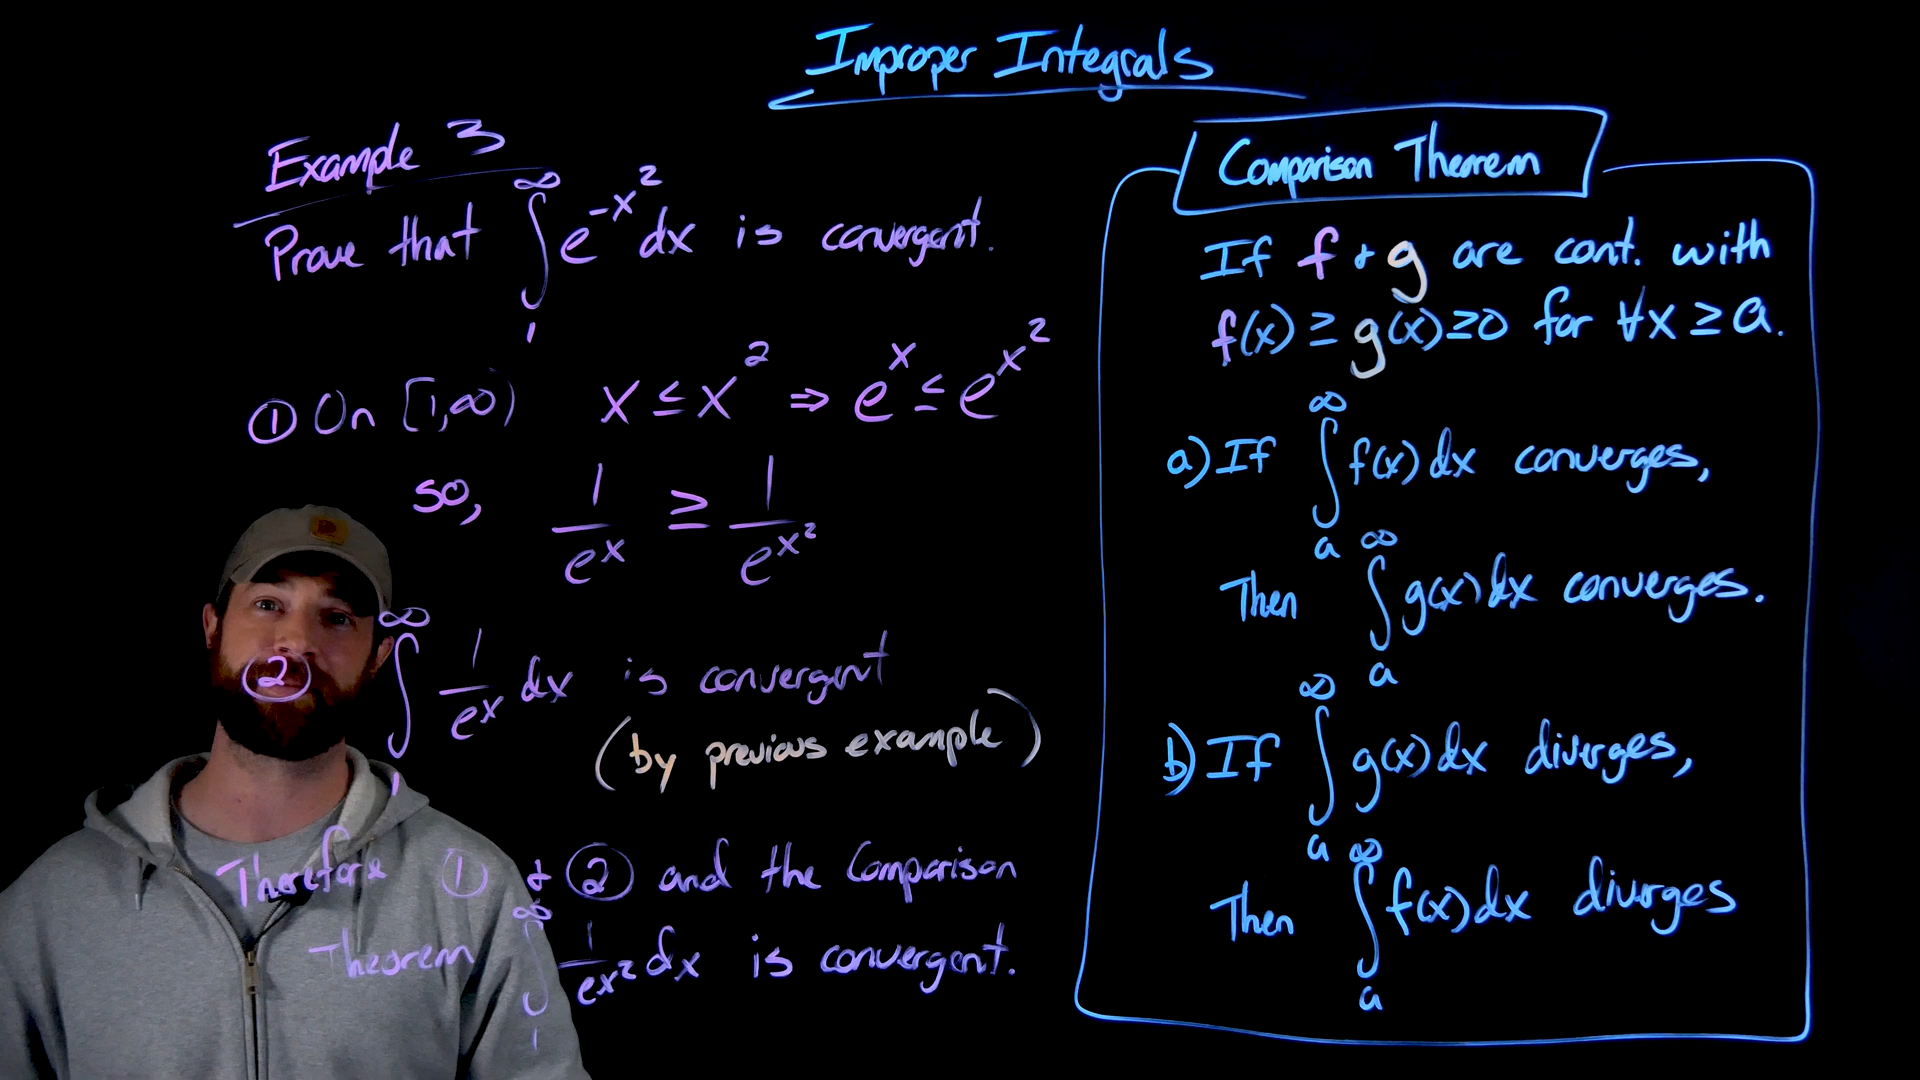 Improper Integrals
Example 3
Prove that ∫₁^∞ e^(-x²) dx is convergent.
① On [1,∞) x ≤ x² ⇒ e^x ≤ e^(x²)
so, 1/e^x ≥ 1/e^(x²)
② ∫₁^∞ 1/e^x dx is convergent
(by previous example)
Therefore ① + ② and the Comparison
Theorem ∫₁^∞ 1/e^(x²) dx is convergent.
Comparison Theorem
If f + g are cont. with
f(x) ≥ g(x) ≥ 0 for ∀x ≥ a.
a) If ∫ₐ^∞ f(x) dx converges,
Then ∫ₐ^∞ g(x) dx converges.
b) If ∫ₐ^∞ g(x) dx diverges,
Then ∫ₐ^∞ f(x) dx diverges